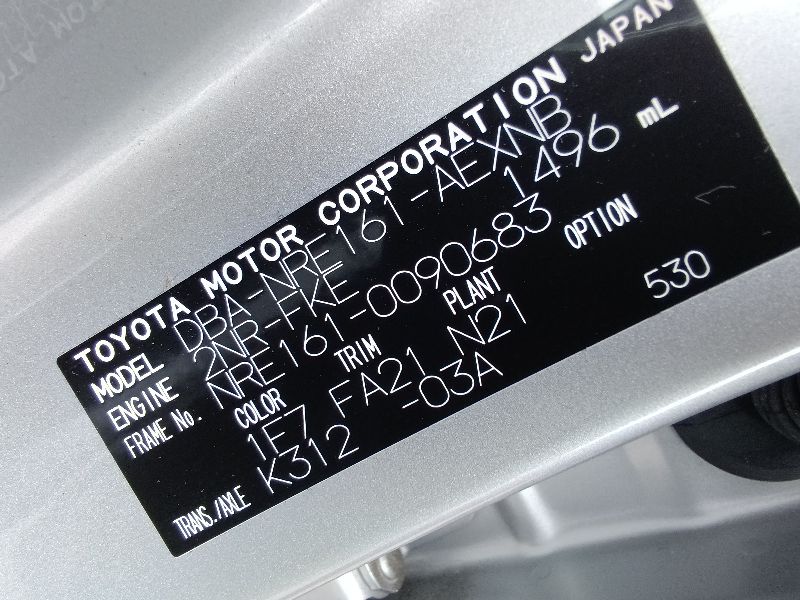 TOYOTA MOTOR CORPORATION JAPAN
MODEL DBA-NRE161-AEXNB
ENGINE 2NR-FKE 1496 mL
FRAME No. NRE161-0090683
COLOR TRIM PLANT OPTION
1F7 FA21 N21 530
TRANS./AXLE K312 -03A